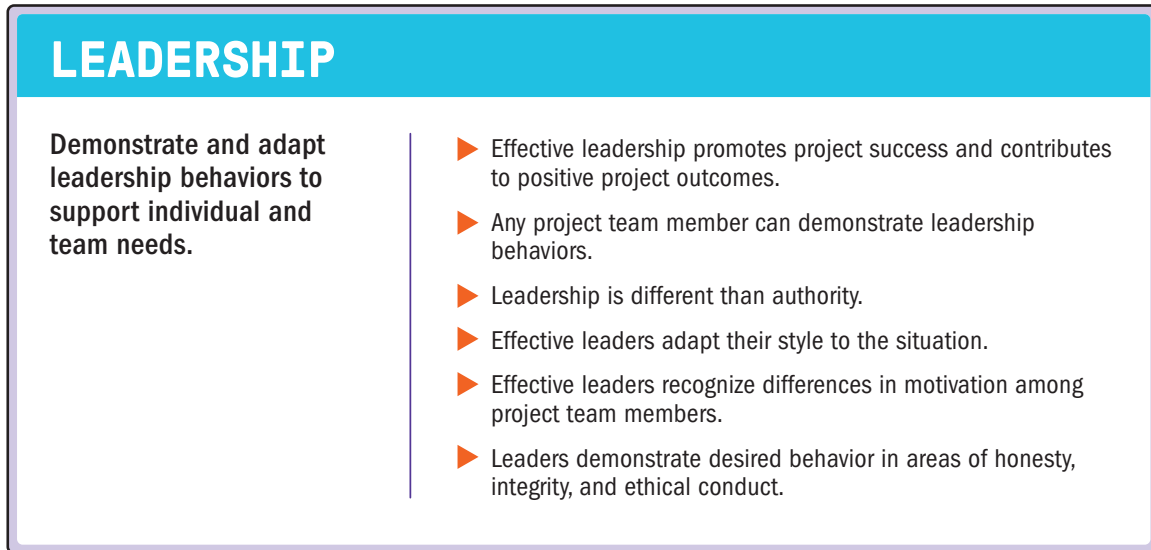 LEADERSHIP
Demonstrate and adapt
leadership behaviors to
support individual and
team needs.
Effective leadership promotes project success and contributes
to positive project outcomes.
Any project team member can demonstrate leadership
behaviors.
Leadership is different than authority.
Effective leaders adapt their style to the situation.
Effective leaders recognize differences in motivation among
project team members.
Leaders demonstrate desired behavior in areas of honesty,
integrity, and ethical conduct.